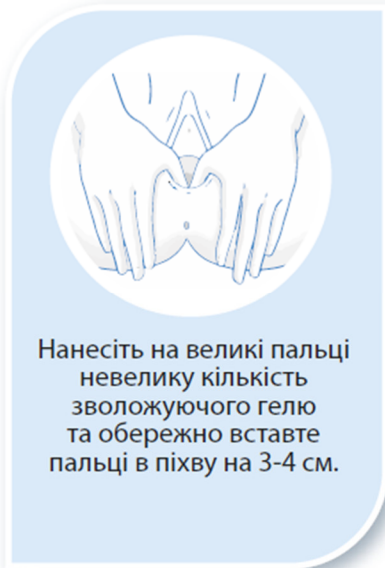 Нанесіть на великі пальці
невелику кількість
зволожуючого гелю
та обережно вставте
пальці в піхву на 3-4 см.